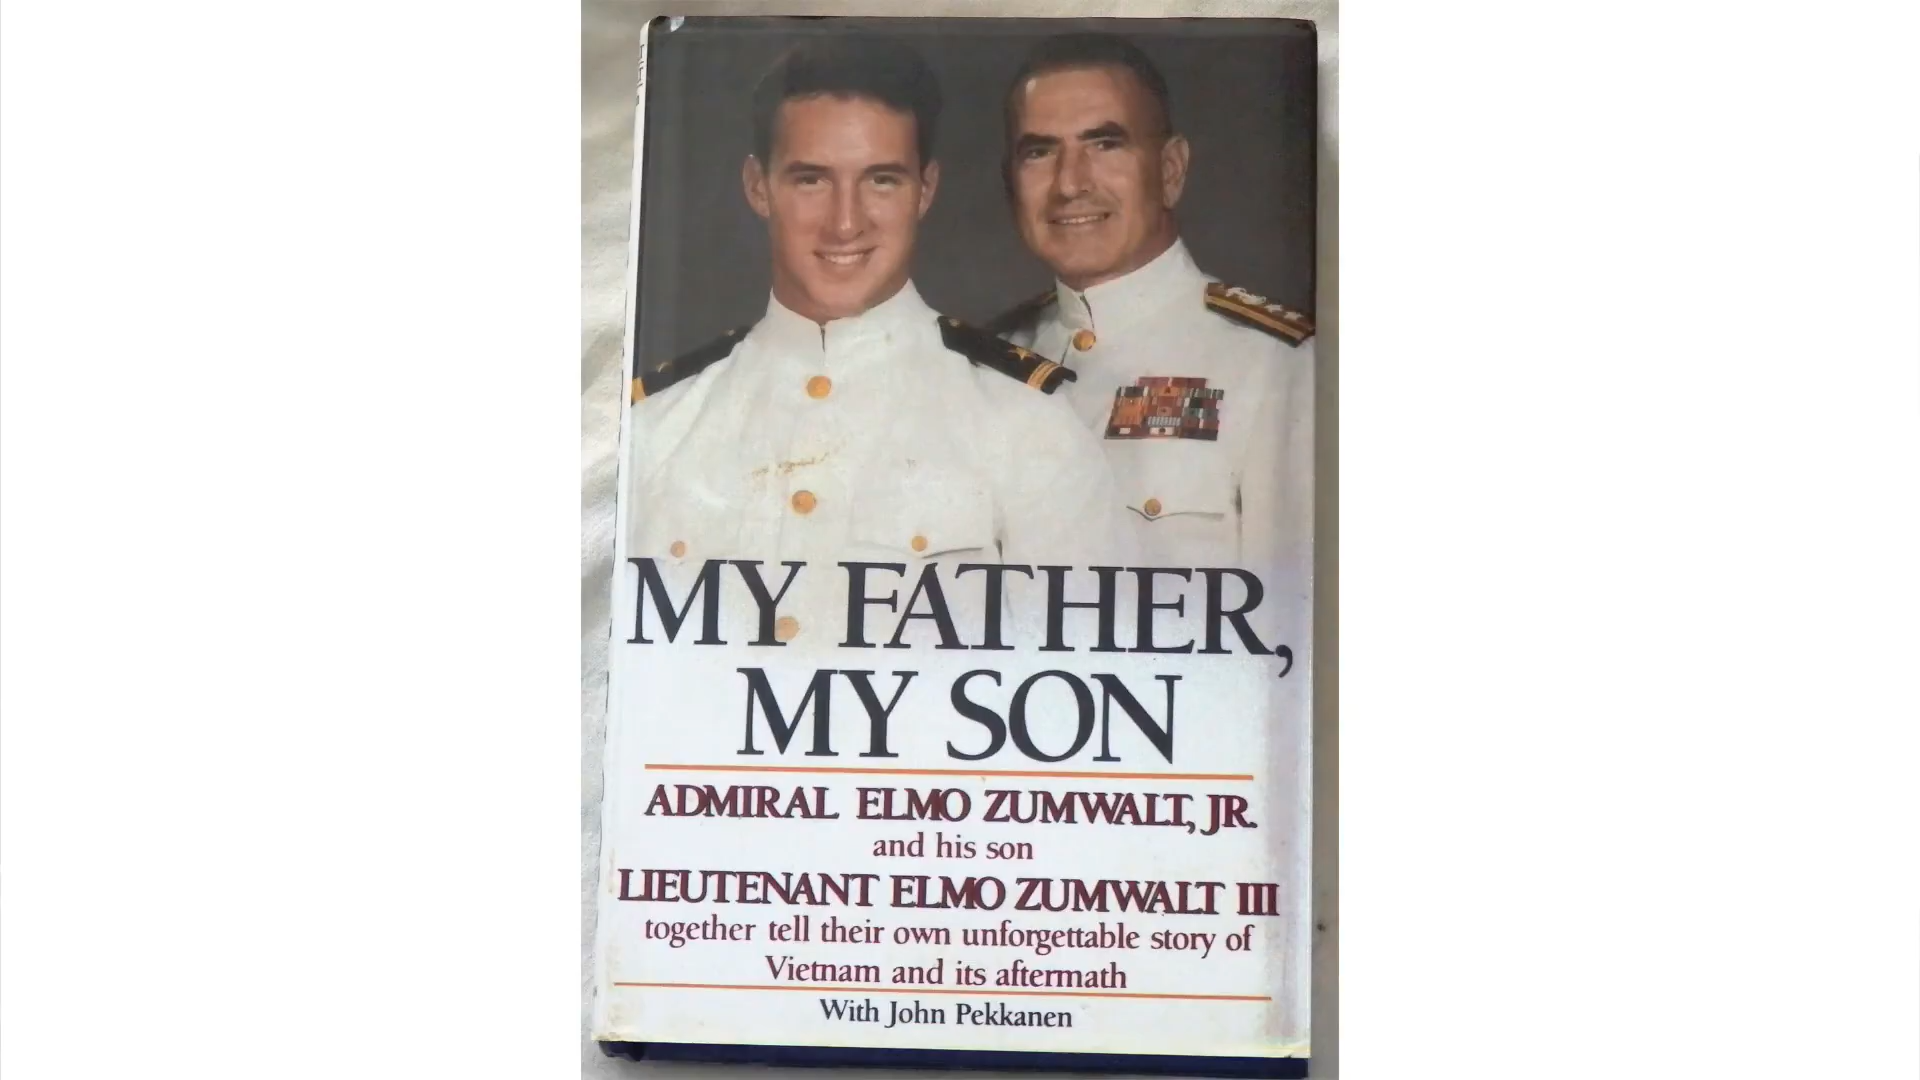 MY FATHER,
MY SON
ADMIRAL ELMO ZUMWALT, JR.
and his son
LIEUTENANT ELMO ZUMWALT III
together tell their own unforgettable story of
Vietnam and its aftermath
With John Pekkanen